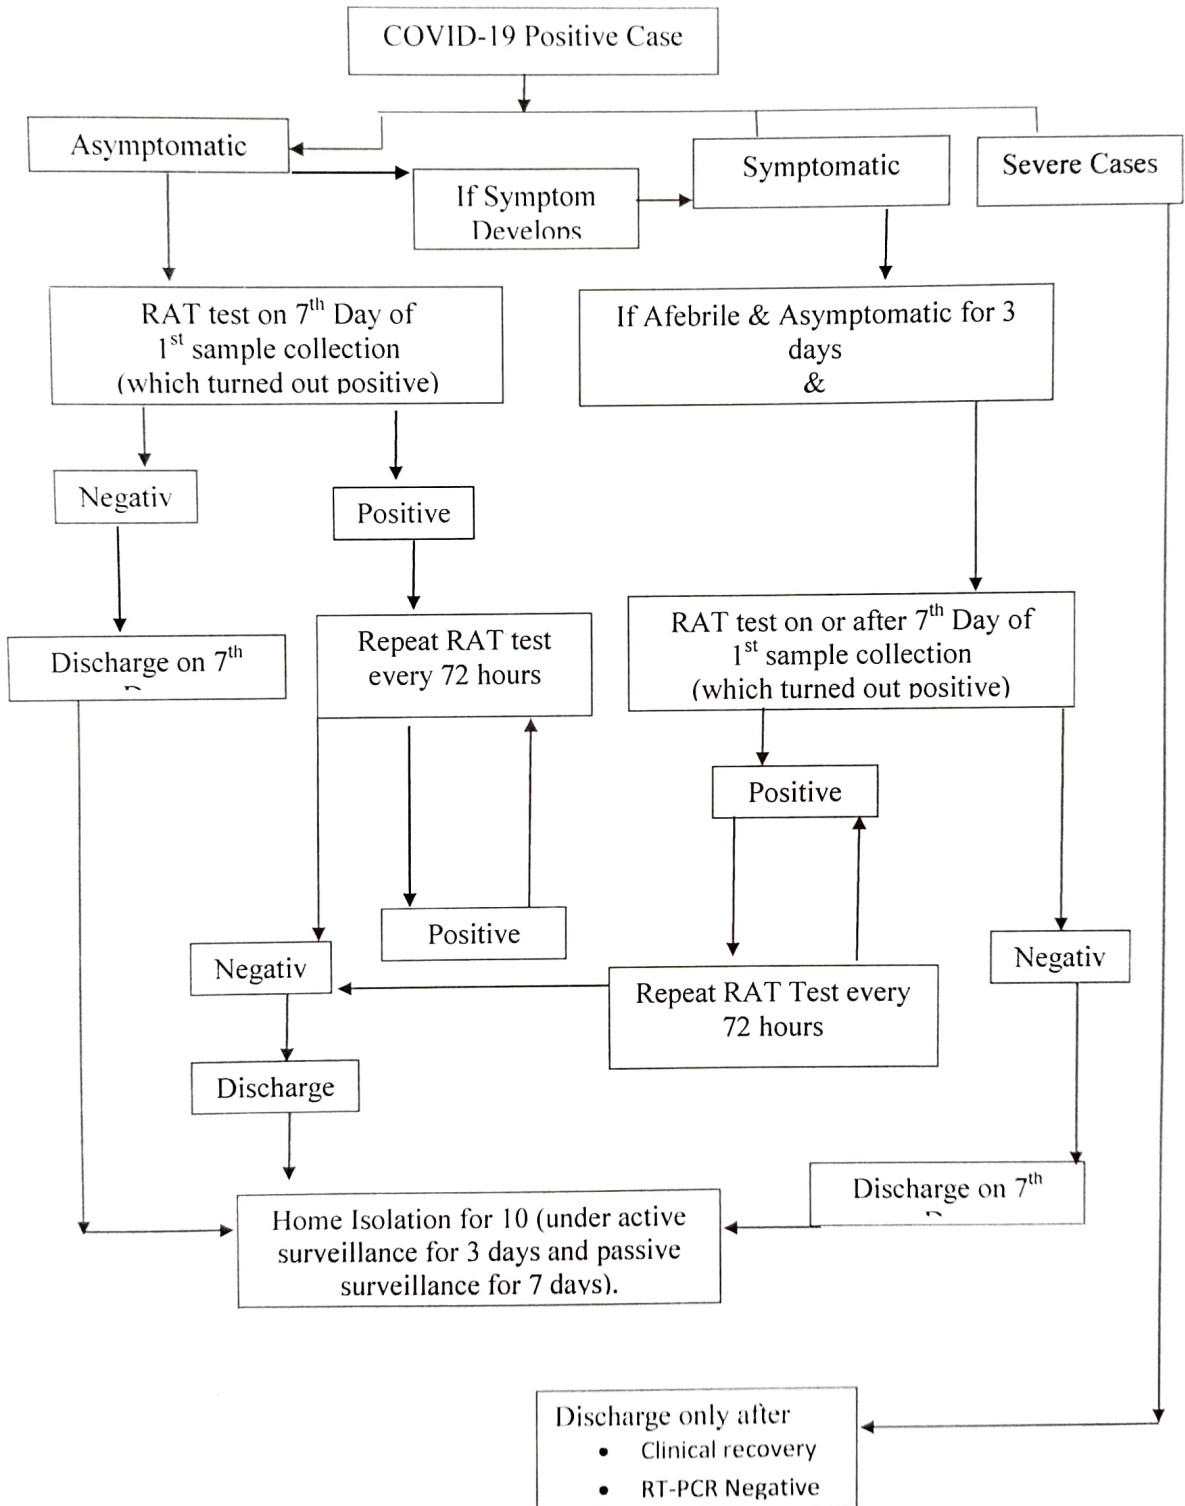 COVID-19 Positive Case
Asymptomatic
If Symptom
Develops
Symptomatic
Severe Cases
RAT test on 7th Day of
1st sample collection
(which turned out positive)
If Afebrile & Asymptomatic for 3
days
&
Negativ
Positive
Discharge on 7th
Repeat RAT test
every 72 hours
RAT test on or after 7th Day of
1st sample collection
(which turned out positive)
Positive
Positive
Negativ
Negativ
Repeat RAT Test every
72 hours
Discharge
Discharge on 7th
Home Isolation for 10 (under active
surveillance for 3 days and passive
surveillance for 7 days).
Discharge only after
• Clinical recovery
• RT-PCR Negative